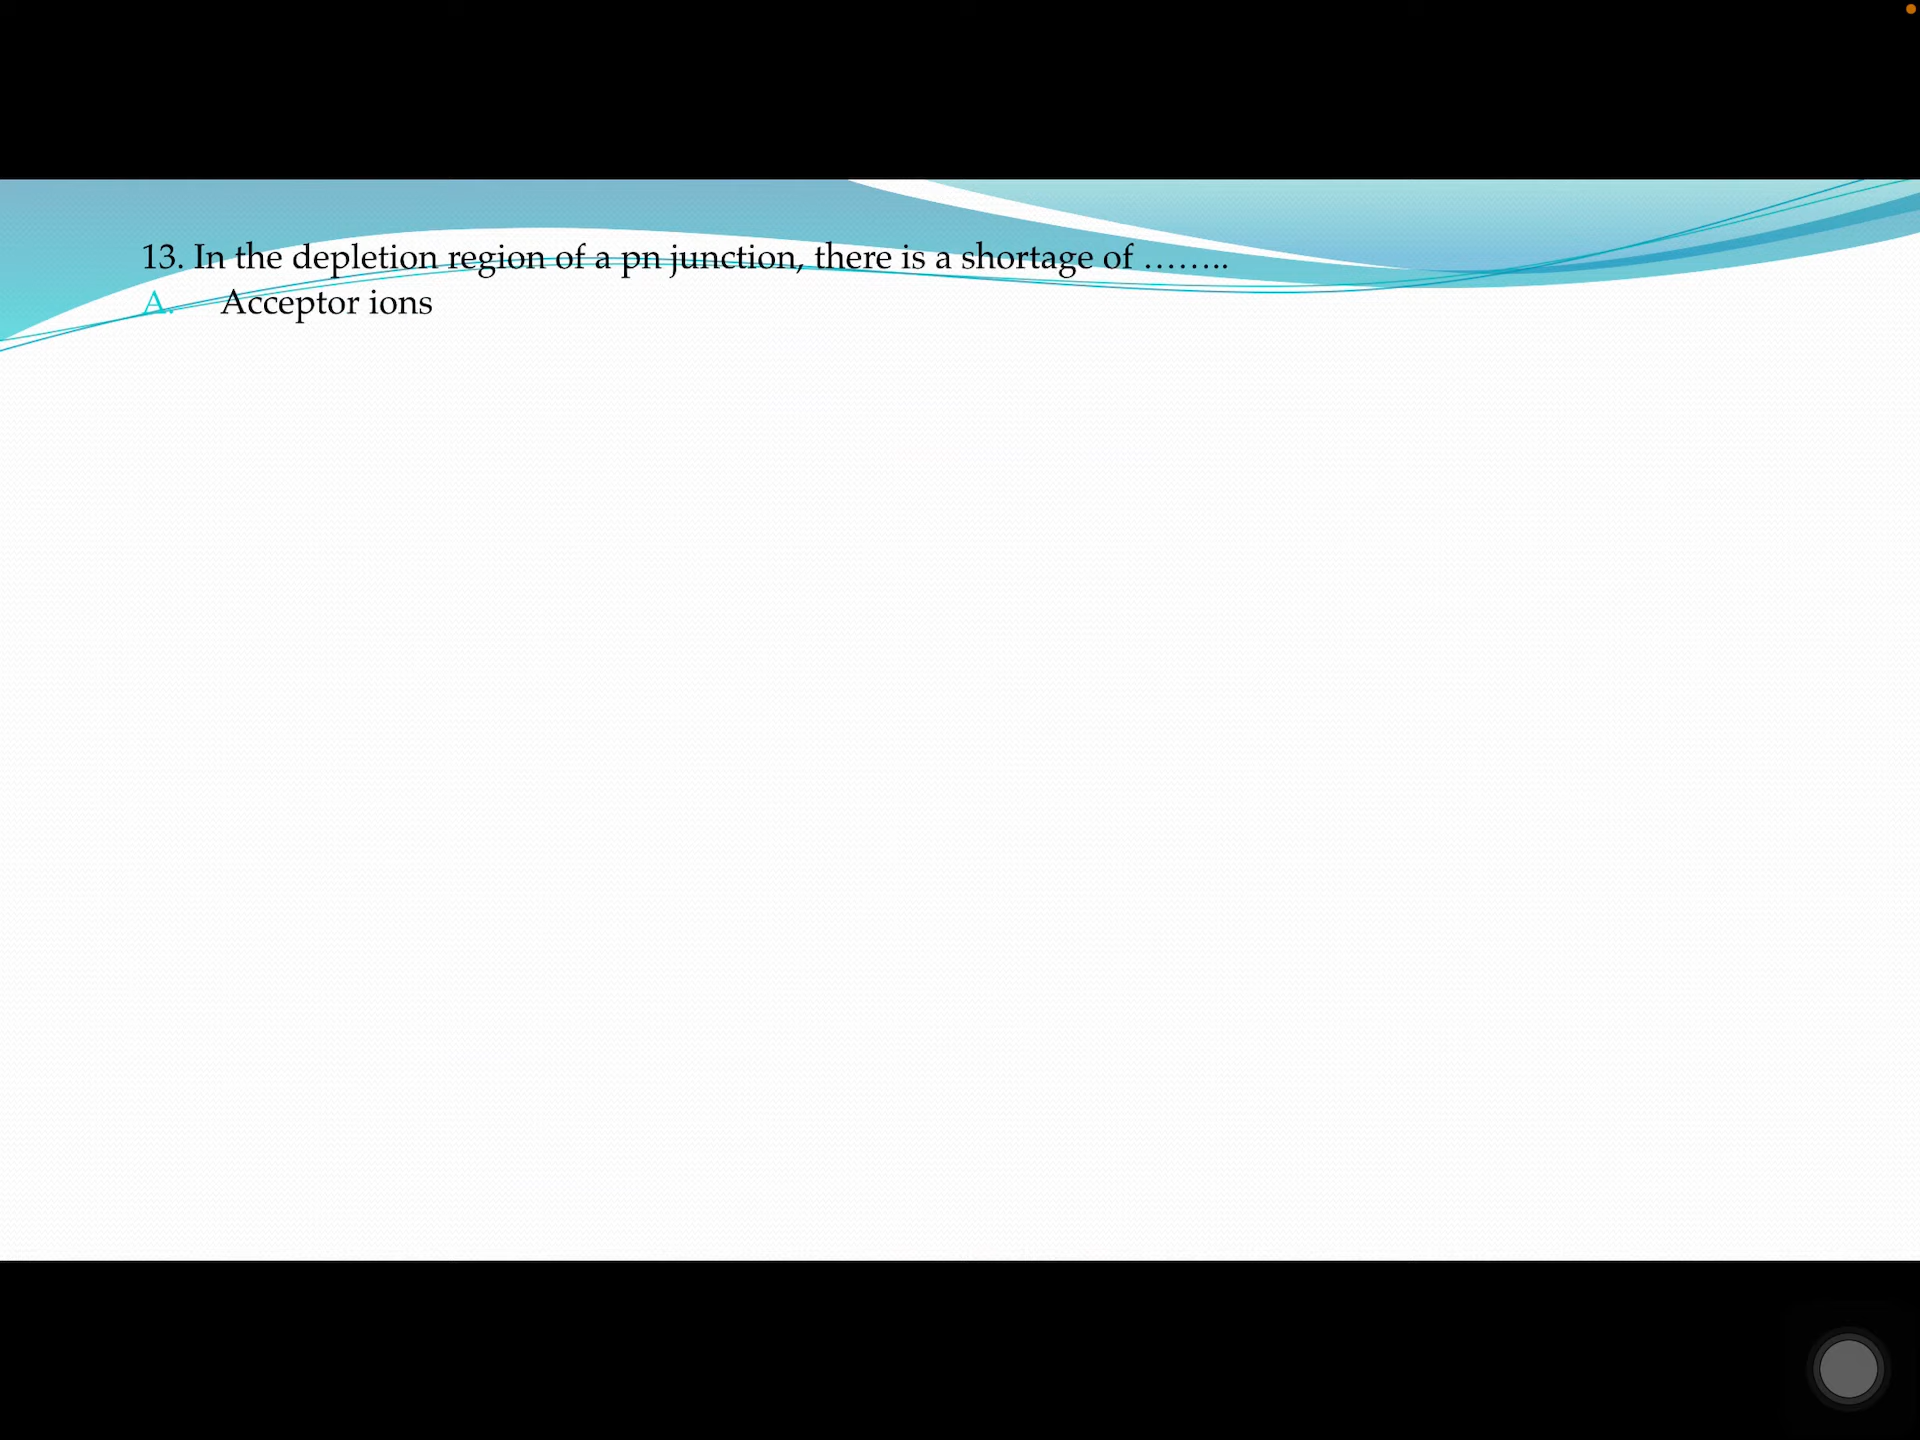 13. In the depletion region of a pn junction, there is a shortage of ……..
A. Acceptor ions